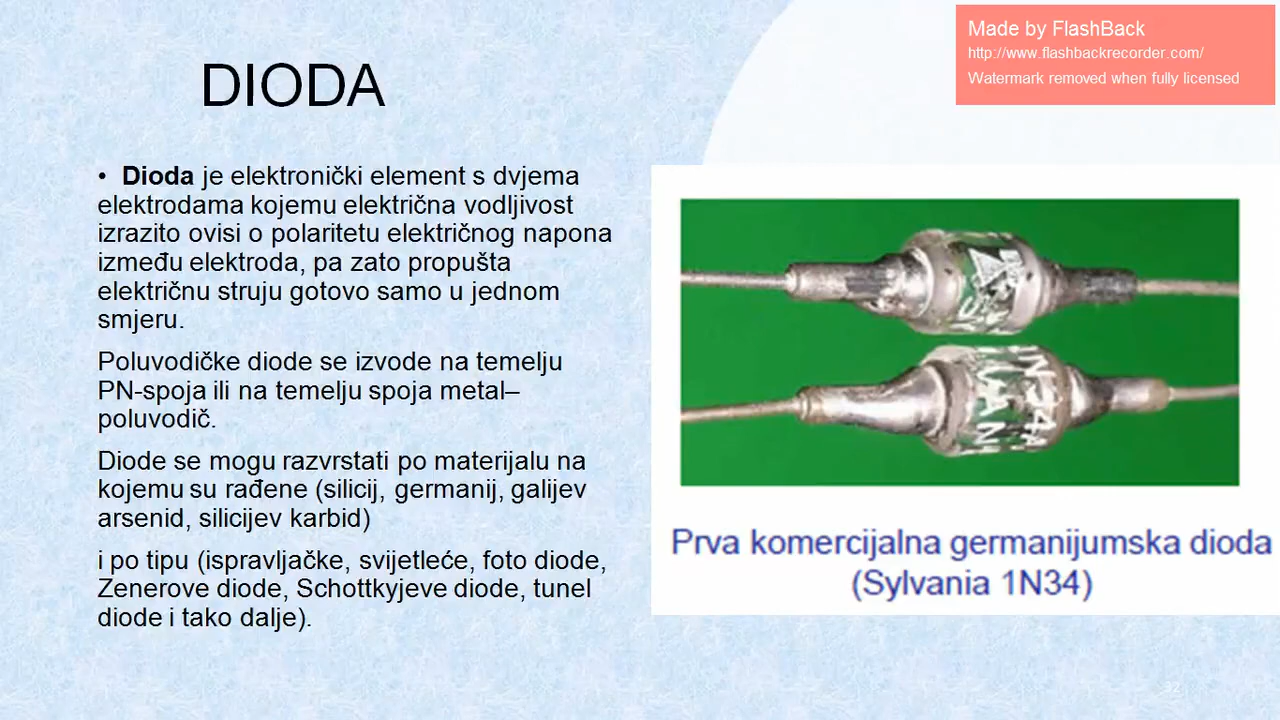 Made by FlashBack
http://www.flashbackrecorder.com/
Watermark removed when fully licensed
DIODA
• Dioda je elektronički element s dvjema
elektrodama kojemu električna vodljivost
izrazito ovisi o polaritetu električnog napona
između elektroda, pa zato propušta
električnu struju gotovo samo u jednom
smjeru.
Poluvodičke diode se izvode na temelju
PN-spoja ili na temelju spoja metal–
poluvodič.
Diode se mogu razvrstati po materijalu na
kojemu su rađene (silicij, germanij, galijev
arsenid, silicijev karbid)
i po tipu (ispravljačke, svijetleće, foto diode,
Zenerove diode, Schottkyjeve diode, tunel
diode i tako dalje).
Prva komercijalna germanijumska dioda
(Sylvania 1N34)
32